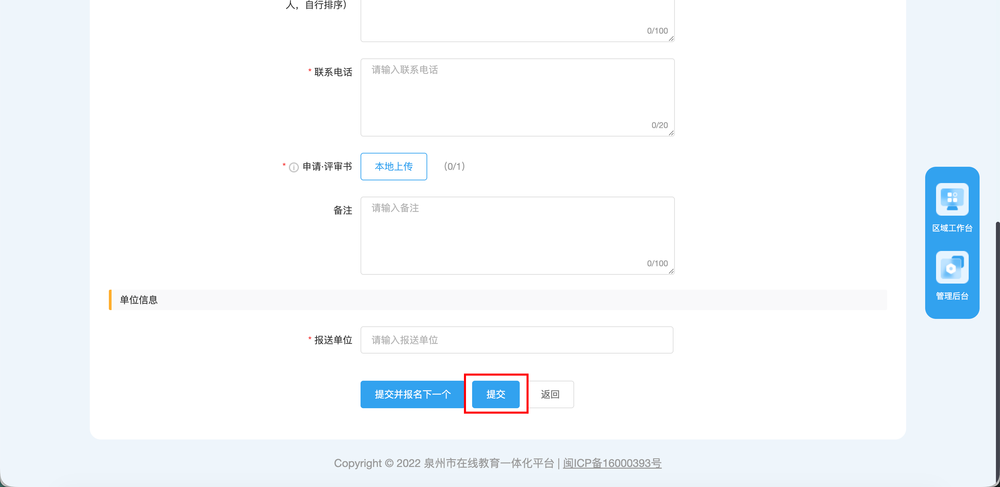 人，自行排序）
0/100
* 联系电话
请输入联系电话
0/20
* 申请·评审书
本地上传
（0/1）
备注
请输入备注
0/100
区域工作台
管理后台
单位信息
* 报送单位
请输入报送单位
提交并报名下一个
提交
返回
Copyright © 2022 泉州市在线教育一体化平台 | 闽ICP备16000393号